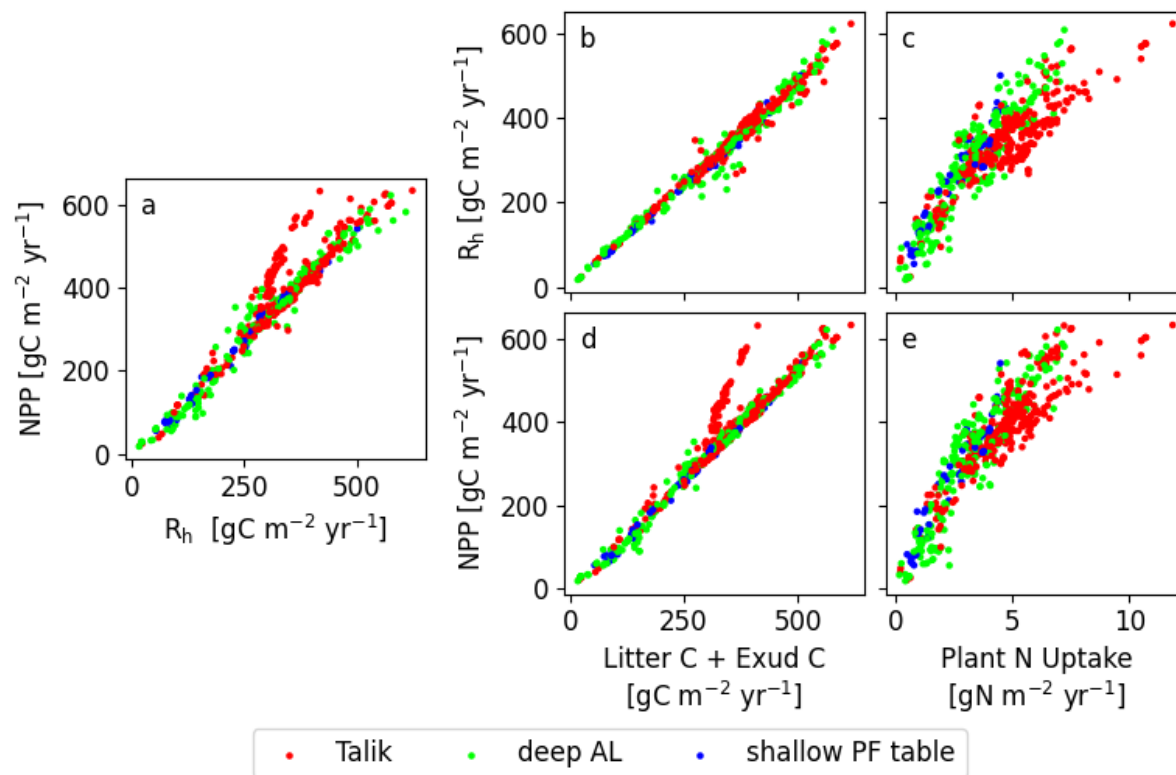 b
c
600
400
200
0
R_h [gC m⁻² yr⁻¹]
a
600
400
200
0
NPP [gC m⁻² yr⁻¹]
0 250 500
R_h [gC m⁻² yr⁻¹]
d
e
600
400
200
0
NPP [gC m⁻² yr⁻¹]
0 250 500
Litter C + Exud C
[gC m⁻² yr⁻¹]
0 5 10
Plant N Uptake
[gN m⁻² yr⁻¹]
Talik deep AL shallow PF table